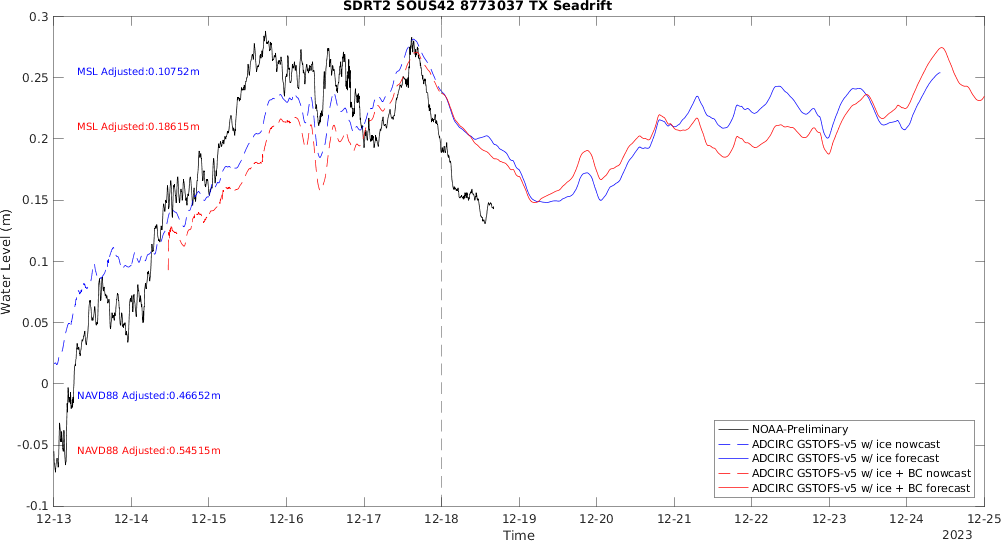 SDRT2 SOUS42 8773037 TX Seadrift
0.3
0.25
0.2
0.15
0.1
0.05
0
-0.05
-0.1
Water Level (m)
MSL Adjusted:0.10752m
MSL Adjusted:0.18615m
NAVD88 Adjusted:0.46652m
NAVD88 Adjusted:0.54515m
NOAA-Preliminary
ADCIRC GSTOFS-v5 w/ ice nowcast
ADCIRC GSTOFS-v5 w/ ice forecast
ADCIRC GSTOFS-v5 w/ ice + BC nowcast
ADCIRC GSTOFS-v5 w/ ice + BC forecast
12-13 12-14 12-15 12-16 12-17 12-18 12-19 12-20 12-21 12-22 12-23 12-24 12-25
Time
2023